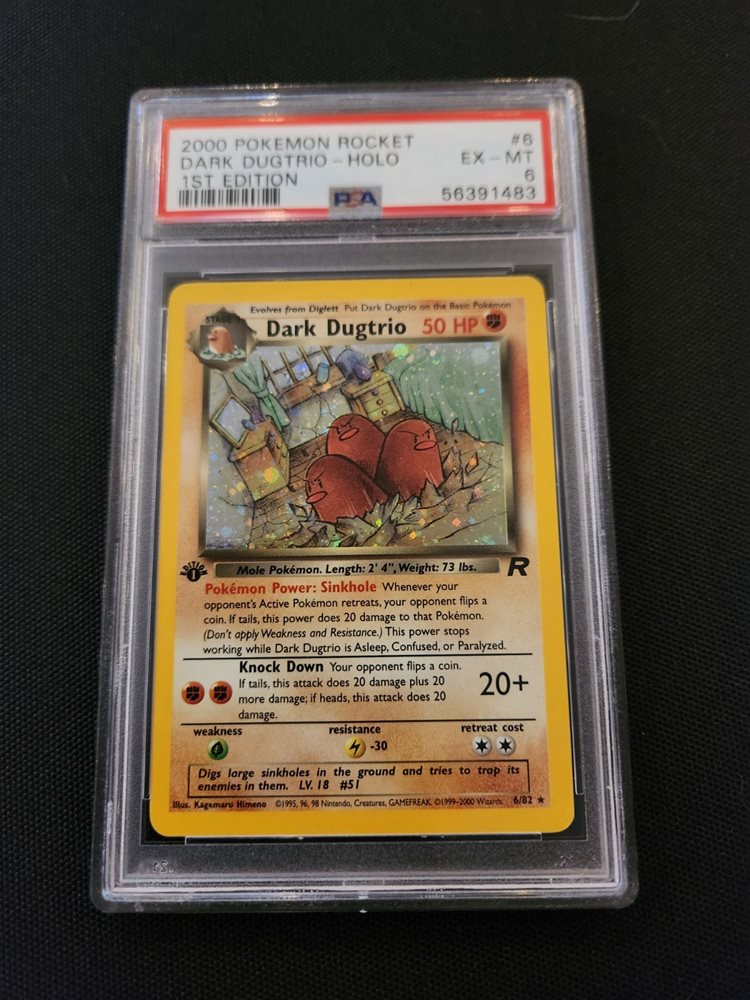 2000 POKEMON ROCKET #6
DARK DUGTRIO - HOLO EX - MT
1ST EDITION 6
PSA 56391483
Evolves from Diglett Put Dark Dugtrio on the Basic Pokémon
STAGE 1
Dark Dugtrio 50 HP
EDITION 1
Mole Pokémon. Length: 2' 4", Weight: 73 lbs. R
Pokémon Power: Sinkhole Whenever your
opponent's Active Pokémon retreats, your opponent flips a
coin. If tails, this power does 20 damage to that Pokémon.
(Don't apply Weakness and Resistance.) This power stops
working while Dark Dugtrio is Asleep, Confused, or Paralyzed.
Knock Down Your opponent flips a coin.
If tails, this attack does 20 damage plus 20
more damage; if heads, this attack does 20
damage.
20+
weakness resistance retreat cost
-30
Digs large sinkholes in the ground and tries to trap its
enemies in them. LV. 18 #51
Illus. Kagemaru Himeno ©1995, 96, 98 Nintendo, Creatures, GAMEFREAK. ©1999-2000 Wizards. 6/82 ★